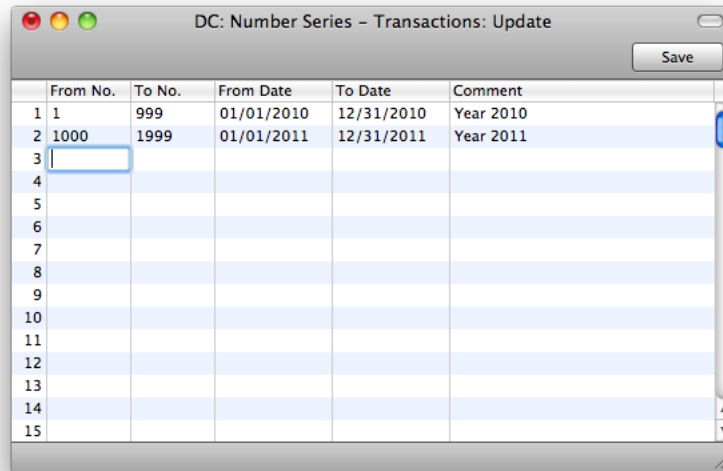 DC: Number Series – Transactions: Update
Save
From No. To No. From Date To Date Comment
1 1 999 01/01/2010 12/31/2010 Year 2010
2 1000 1999 01/01/2011 12/31/2011 Year 2011
3
4
5
6
7
8
9
10
11
12
13
14
15